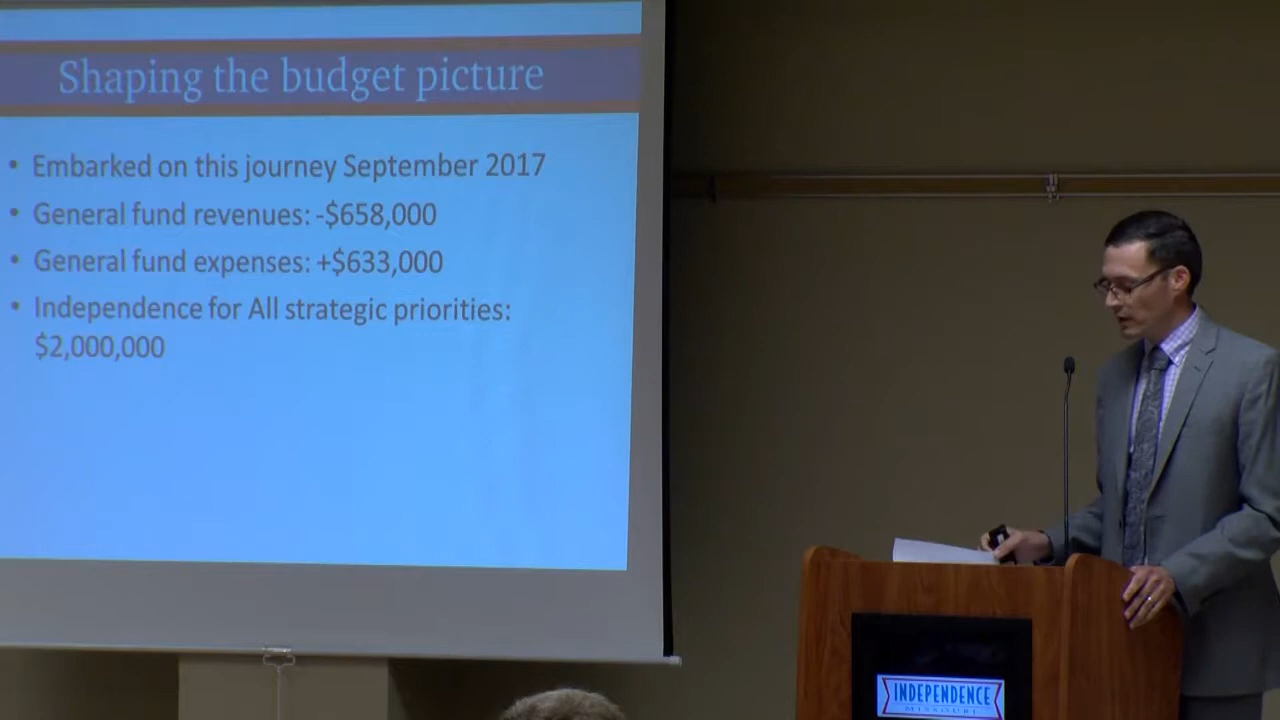 Shaping the budget picture
• Embarked on this journey September 2017
• General fund revenues: -$658,000
• General fund expenses: +$633,000
• Independence for All strategic priorities:
$2,000,000
INDEPENDENCE
MISSOURI